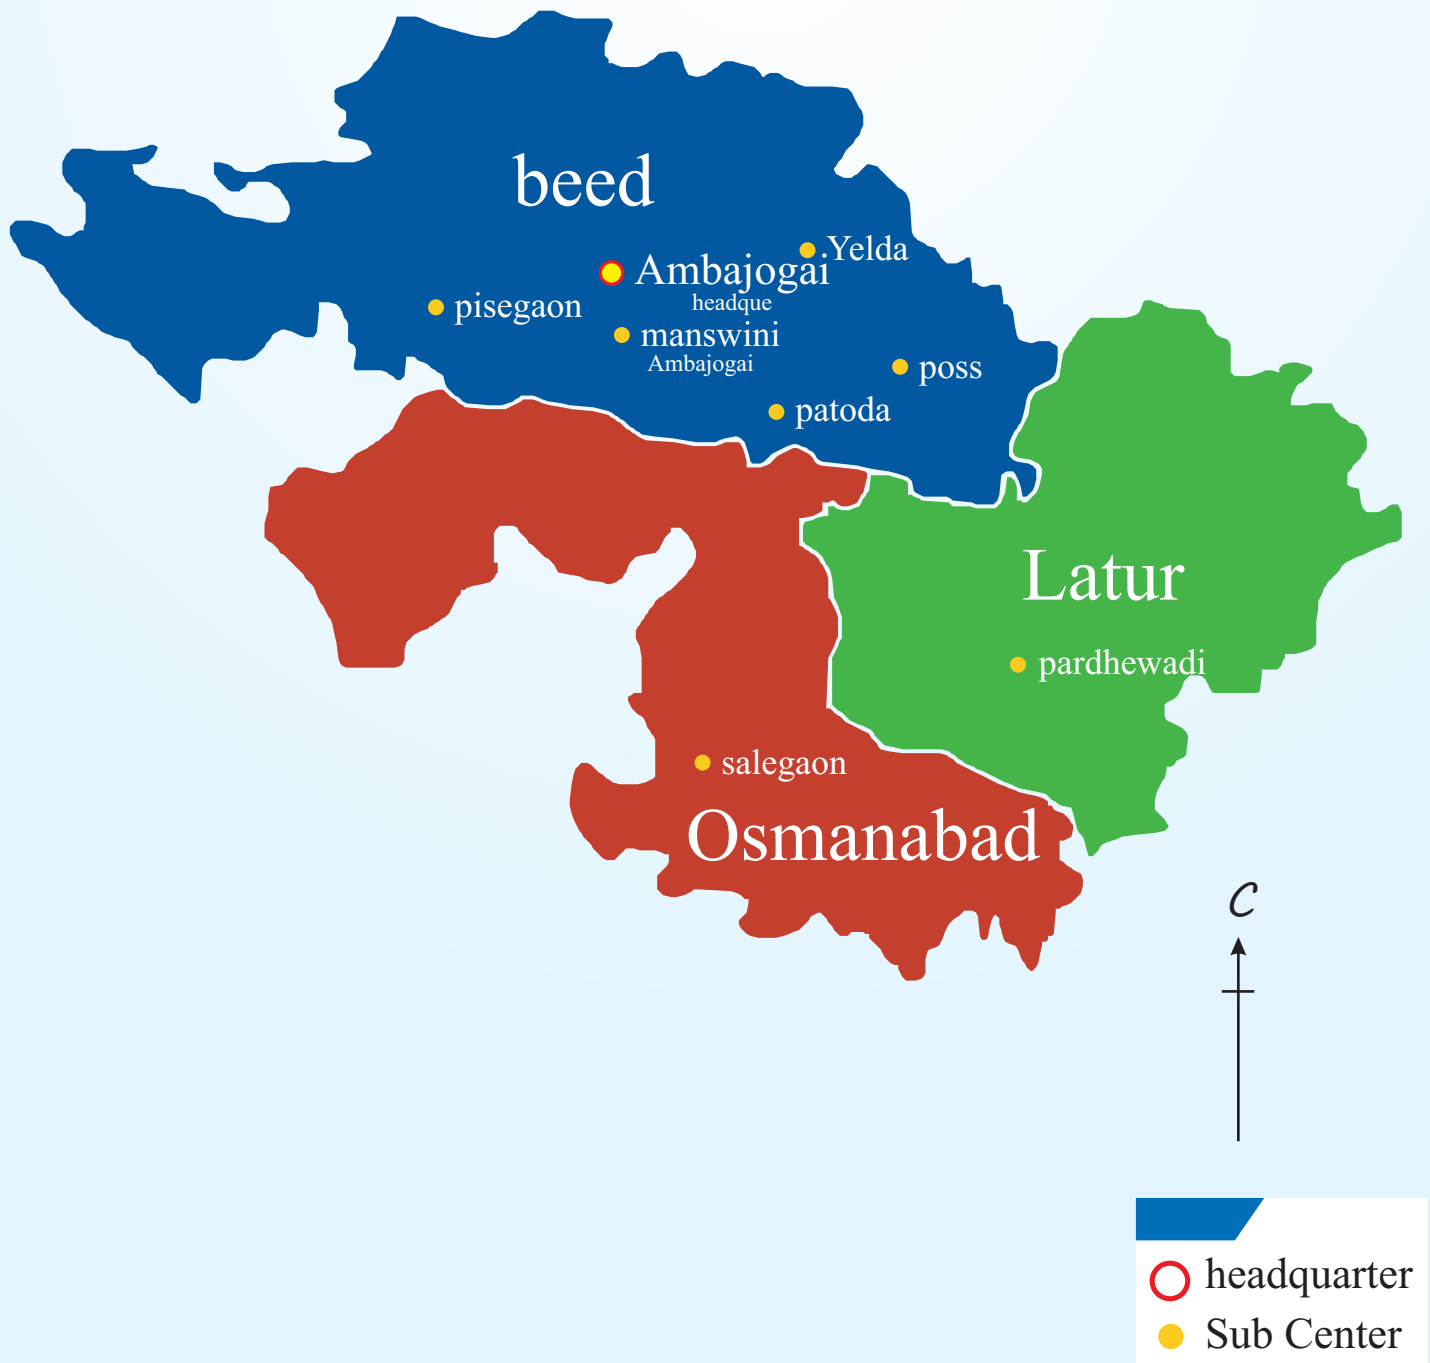 beed
Yelda
Ambajogai
headque
pisegaon
manswini
Ambajogai
poss
patoda
Latur
pardhewadi
salegaon
Osmanabad
C
headquarter
Sub Center